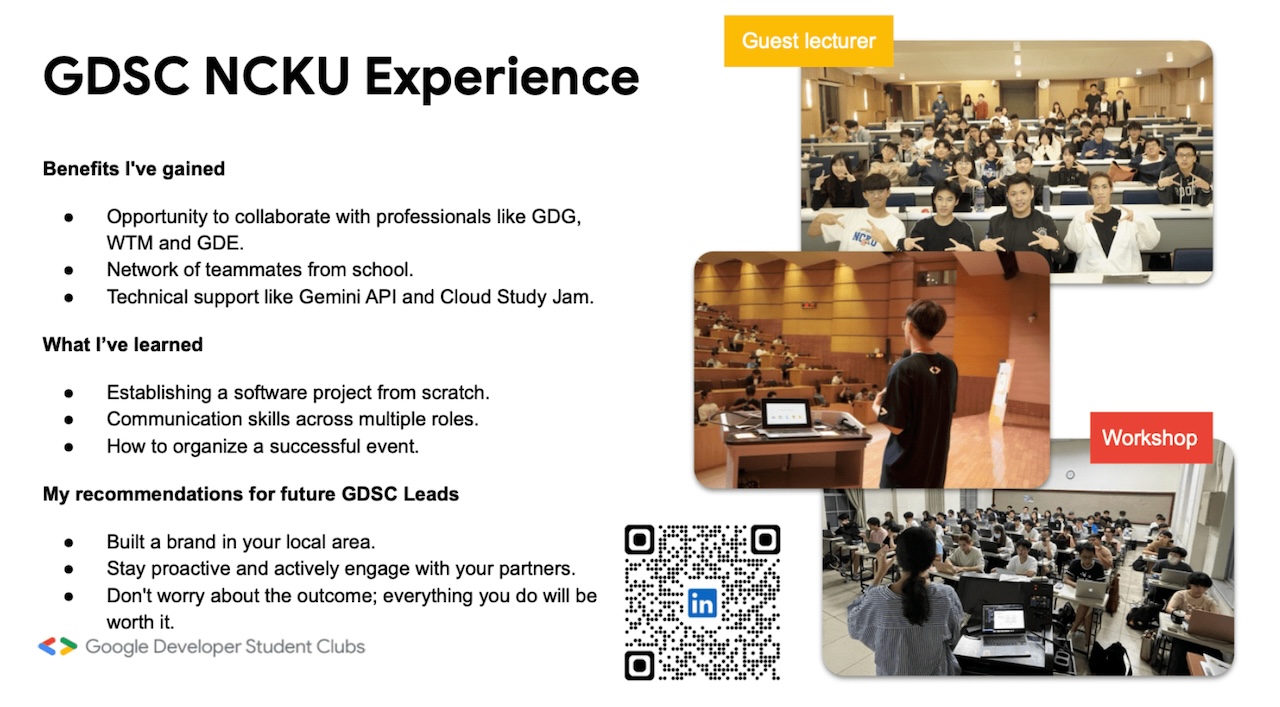 GDSC NCKU Experience
Benefits I've gained
● Opportunity to collaborate with professionals like GDG,
WTM and GDE.
● Network of teammates from school.
● Technical support like Gemini API and Cloud Study Jam.
What I’ve learned
● Establishing a software project from scratch.
● Communication skills across multiple roles.
● How to organize a successful event.
My recommendations for future GDSC Leads
● Built a brand in your local area.
● Stay proactive and actively engage with your partners.
● Don't worry about the outcome; everything you do will be
worth it.
Google Developer Student Clubs
in
Guest lecturer
NCKU
Workshop